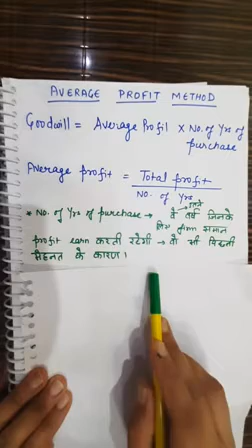 AVERAGE PROFIT METHOD
Goodwill = Average Profit × No. of Yrs of
purchase
Average profit = Total profit
No. of Yrs
* No. of Yrs of purchase → वे वर्ष जिनके
लिए firm समान
profit earn करती रहेगी → वो भी पिछली
मेहनत के कारण।